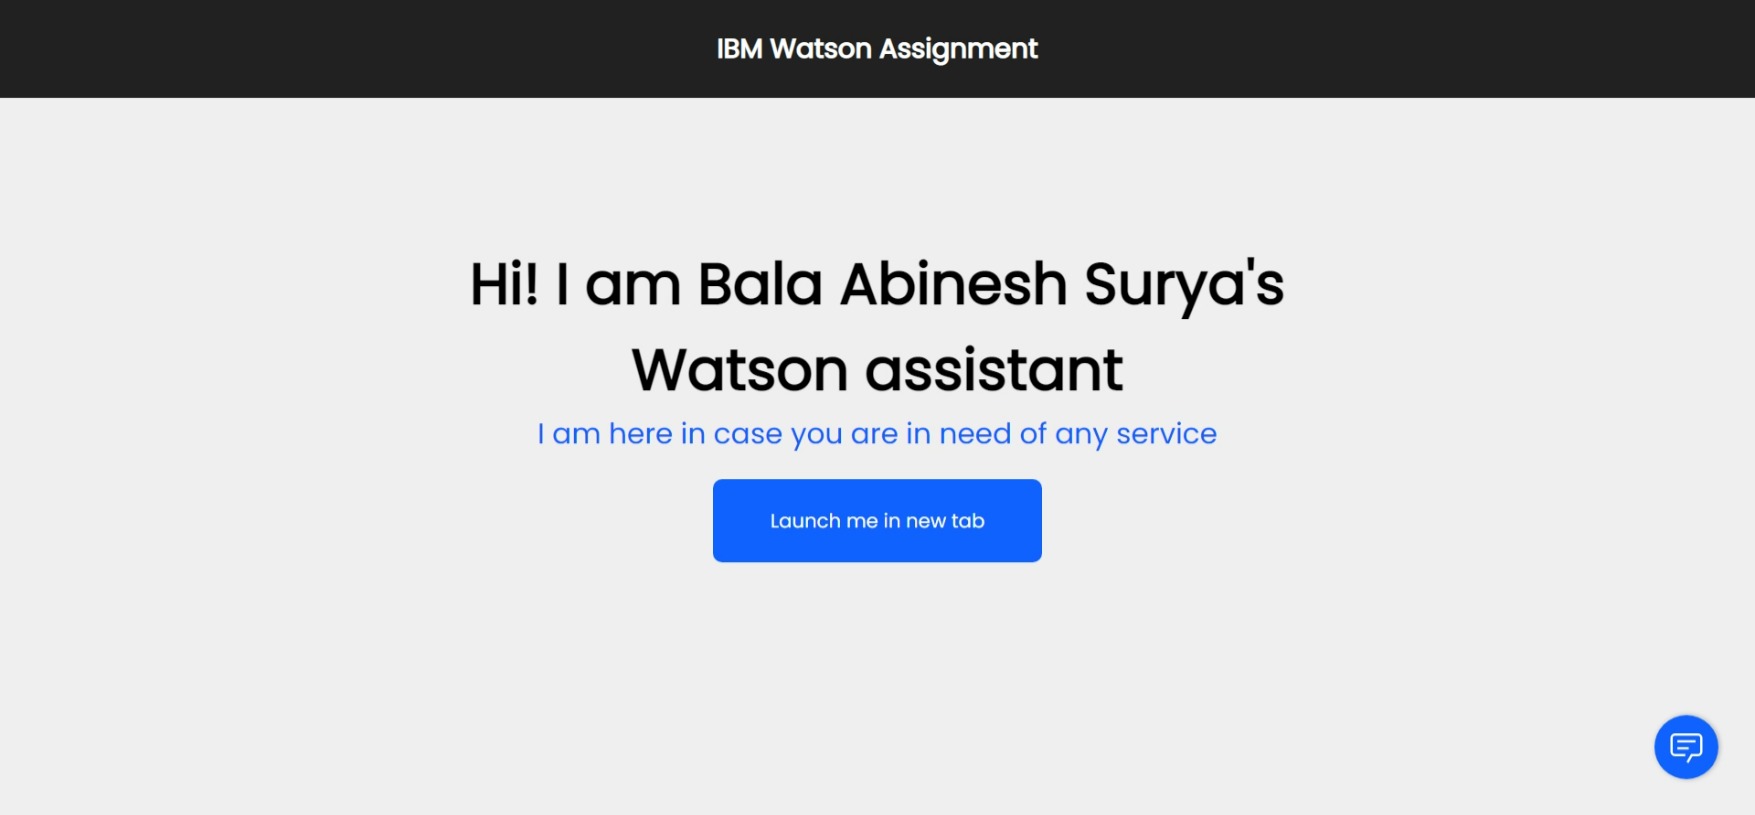 IBM Watson Assignment
Hi! I am Bala Abinesh Surya's
Watson assistant
I am here in case you are in need of any service
Launch me in new tab